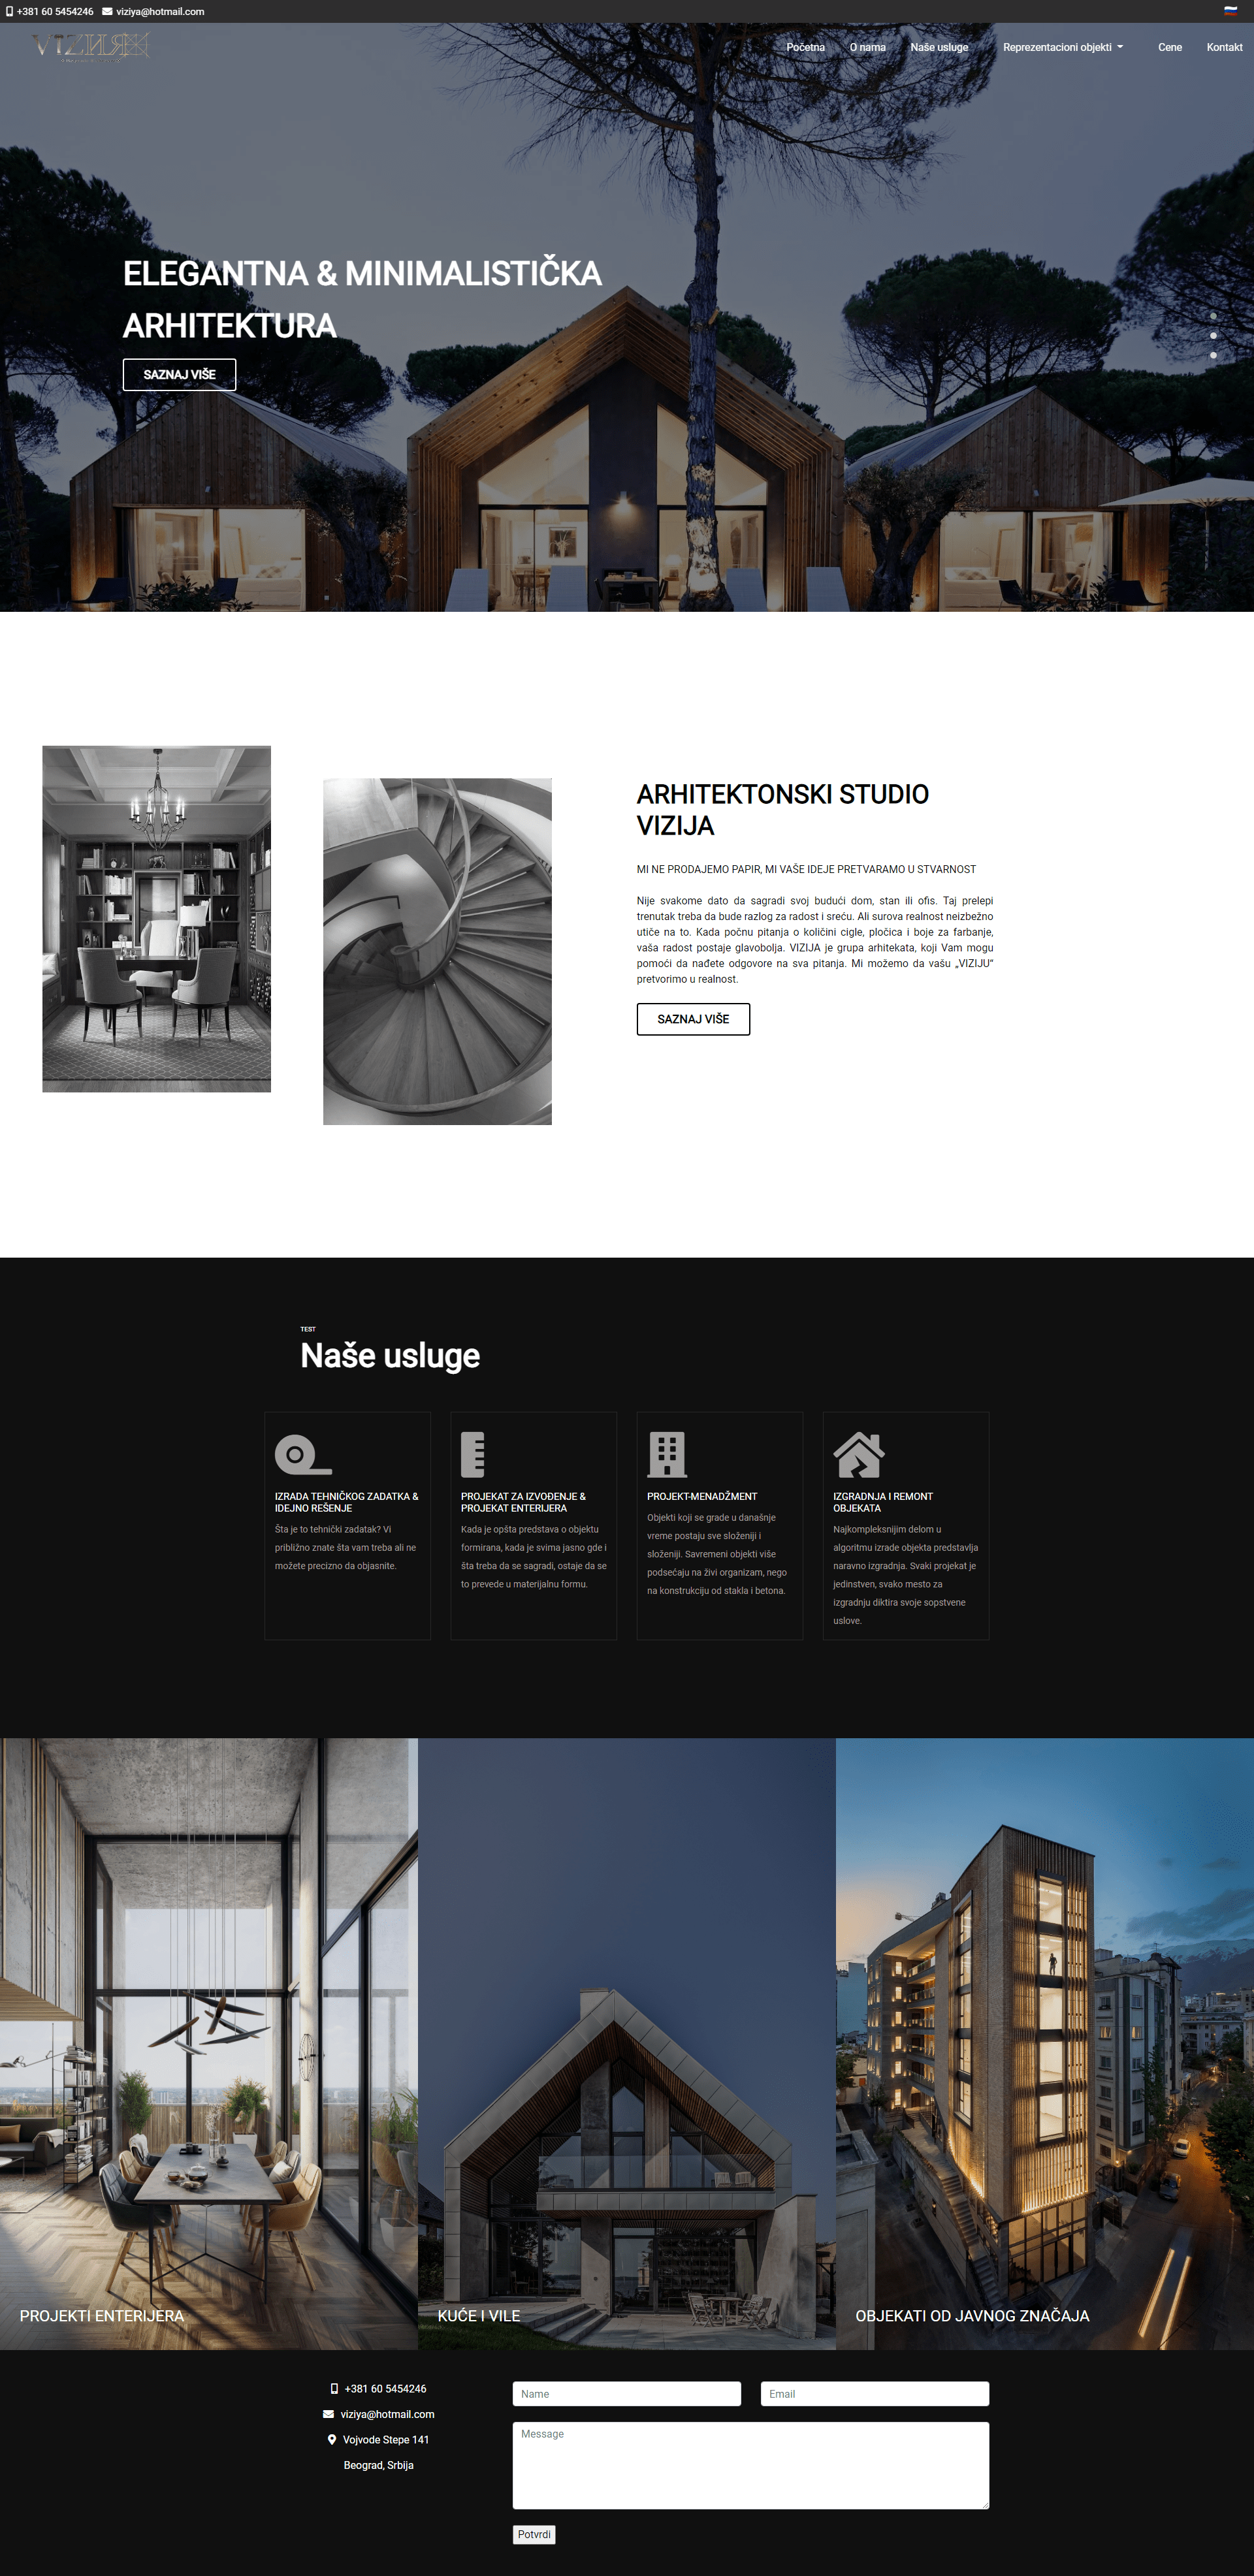 +381 60 5454246 viziya@hotmail.com
Početna O nama Naše usluge Reprezentacioni objekti Cene Kontakt
ELEGANTNA & MINIMALISTIČKA
ARHITEKTURA
SAZNAJ VIŠE
ARHITEKTONSKI STUDIO
VIZIJA
MI NE PRODAJEMO PAPIR, MI VAŠE IDEJE PRETVARAMO U STVARNOST
Nije svakome dato da sagradi svoj budući dom, stan ili ofis. Taj prelepi
trenutak treba da bude razlog za radost i sreću. Ali surova realnost neizbežno
utiče na to. Kada počnu pitanja o količini cigle, pločica i boje za farbanje,
vaša radost postaje glavobolja. VIZIJA je grupa arhitekata, koji Vam mogu
pomoći da nađete odgovore na sva pitanja. Mi možemo da vašu „VIZIJU“
pretvorimo u realnost.
SAZNAJ VIŠE
TEST
Naše usluge
IZRADA TEHNIČKOG ZADATKA &
IDEJNO REŠENJE
Šta je to tehnički zadatak? Vi
približno znate šta vam treba ali ne
možete precizno da objasnite.
PROJEKAT ZA IZVOĐENJE &
PROJEKAT ENTERIJERA
Kada je opšta predstava o objektu
formirana, kada je svima jasno gde i
šta treba da se sagradi, ostaje da se
to prevede u materijalnu formu.
PROJEKT-MENADŽMENT
Objekti koji se grade u današnje
vreme postaju sve složeniji i
složeniji. Savremeni objekti više
podsećaju na živi organizam, nego
na konstrukciju od stakla i betona.
IZGRADNJA I REMONT
OBJEKATA
Najkompleksnijim delom u
algoritmu izrade objekta predstavlja
naravno izgradnja. Svaki projekat je
jedinstven, svako mesto za
izgradnju diktira svoje sopstvene
uslove.
PROJEKTI ENTERIJERA
KUĆE I VILE
OBJEKATI OD JAVNOG ZNAČAJA
+381 60 5454246
viziya@hotmail.com
Vojvode Stepe 141
Beograd, Srbija
Name
Email
Message
Potvrdi